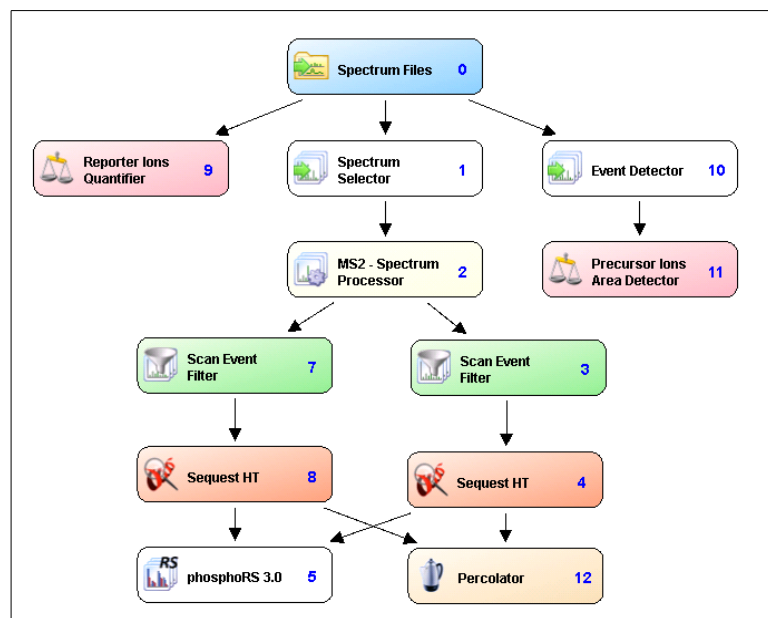 Spectrum Files 0
Reporter Ions
Quantifier 9
Spectrum
Selector 1
Event Detector 10
MS2 - Spectrum
Processor 2
Precursor Ions
Area Detector 11
Scan Event
Filter 7
Scan Event
Filter 3
Sequest HT 8
Sequest HT 4
RS
phosphoRS 3.0 5
Percolator 12